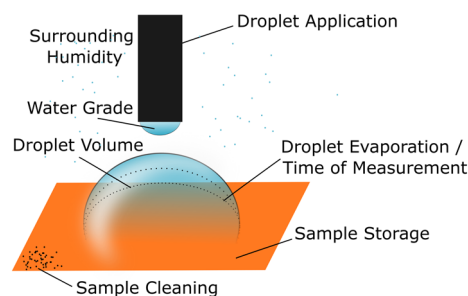 Droplet Application
Surrounding
Humidity
Water Grade
Droplet Volume
Droplet Evaporation /
Time of Measurement
Sample Storage
Sample Cleaning